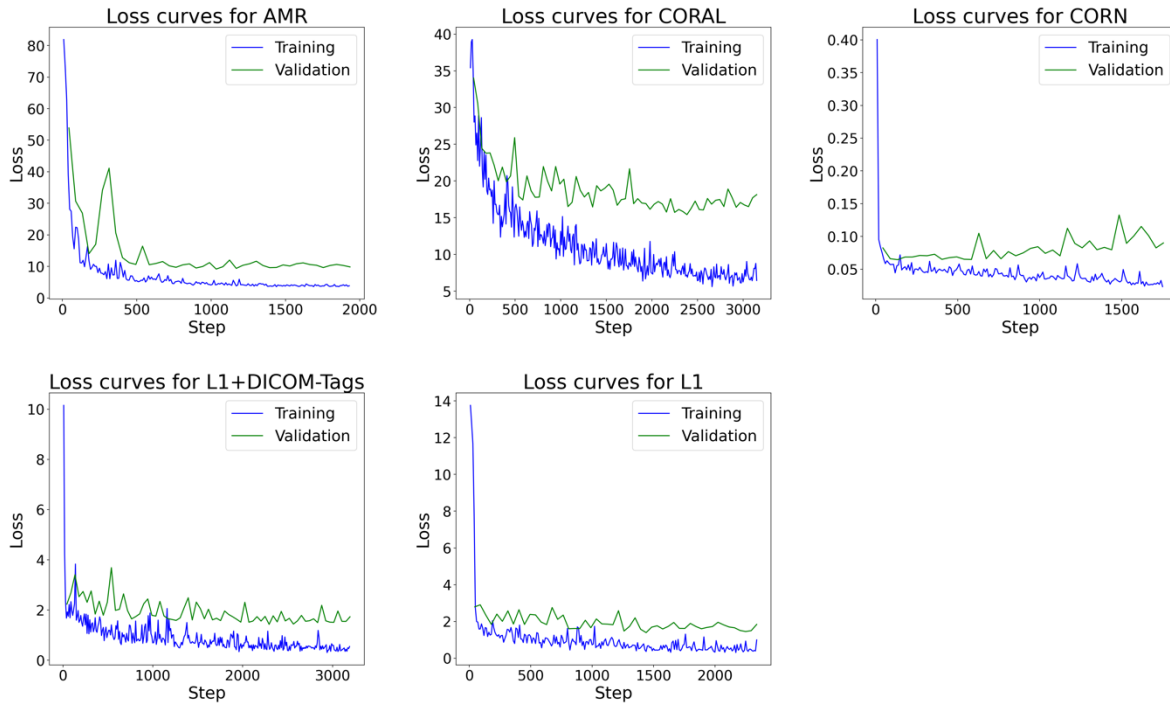 Loss curves for AMR
80
70
60
50
40
30
20
10
0
Loss
0
500
1000
1500
2000
Step
Training
Validation
Loss curves for CORAL
40
35
30
25
20
15
10
5
Loss
0
500
1000
1500
2000
2500
3000
Step
Training
Validation
Loss curves for CORN
0.40
0.35
0.30
0.25
0.20
0.15
0.10
0.05
Loss
0
500
1000
1500
Step
Training
Validation
Loss curves for L1+DICOM-Tags
10
8
6
4
2
0
Loss
0
1000
2000
3000
Step
Training
Validation
Loss curves for L1
14
12
10
8
6
4
2
0
Loss
0
500
1000
1500
2000
Step
Training
Validation